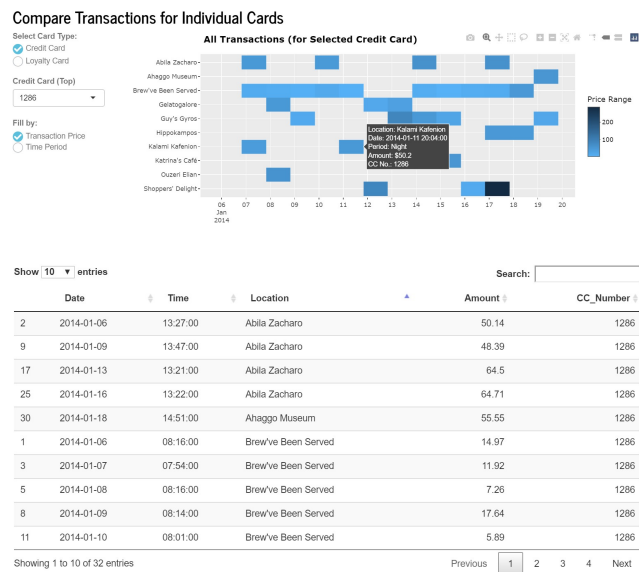 Compare Transactions for Individual Cards
Select Card Type:
Credit Card
Loyalty Card
Credit Card (Top)
1286
Fill by:
Transaction Price
Time Period
All Transactions (for Selected Credit Card)
Abila Zacharo
Ahaggo Museum
Brew've Been Served
Gelatogalore
Guy's Gyros
Hippokampos
Kalami Kafenion
Katrina's Café
Ouzeri Elian
Shoppers' Delight
Location: Kalami Kafenion
Date: 2014-01-11 20:04:00
Period: Night
Amount: $50.2
CC No.: 1286
06 07 08 09 10 11 12 13 14 15 16 17 18 19 20
Jan
2014
Price Range
200
100
Show 10 entries
Search:
Date Time Location Amount CC_Number
2 2014-01-06 13:27:00 Abila Zacharo 50.14 1286
9 2014-01-09 13:47:00 Abila Zacharo 48.39 1286
17 2014-01-13 13:21:00 Abila Zacharo 64.5 1286
25 2014-01-16 13:22:00 Abila Zacharo 64.71 1286
30 2014-01-18 14:51:00 Ahaggo Museum 55.55 1286
1 2014-01-06 08:16:00 Brew've Been Served 14.97 1286
3 2014-01-07 07:54:00 Brew've Been Served 11.92 1286
5 2014-01-08 08:16:00 Brew've Been Served 7.26 1286
8 2014-01-09 08:14:00 Brew've Been Served 17.64 1286
11 2014-01-10 08:01:00 Brew've Been Served 5.89 1286
Showing 1 to 10 of 32 entries
Previous 1 2 3 4 Next